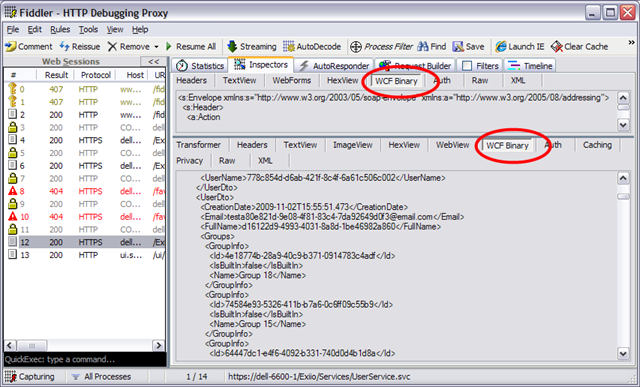 Fiddler - HTTP Debugging Proxy
File Edit Rules Tools View Help
Comment Reissue Remove Resume All Streaming AutoDecode Process Filter Find Save Launch IE Clear Cache
Web Sessions <<
# Result Protocol Host UR
0 407 HTTP ww... /fid
1 407 HTTP ww... /fid
2 200 HTTP ww... /fid
3 200 HTTP CO... dell
4 200 HTTPS dell... /Exi
5 200 HTTP CO... dell
6 200 HTTPS dell... /Exi
7 200 HTTP CO... dell
8 404 HTTPS dell... /fav
9 200 HTTP CO... dell
10 404 HTTPS dell... /fav
11 200 HTTP CO... dell
12 200 HTTPS dell... /Exi
13 200 HTTP ui.s... /ui/
QuickExec: type a command...
Statistics Inspectors AutoResponder Request Builder Filters Timeline
Headers TextView WebForms HexView WCF Binary Auth Raw XML
<s:Envelope xmlns:s="http://www.w3.org/2003/05/soap-envelope" xmlns:a="http://www.w3.org/2005/08/addressing">
<s:Header>
<a:Action
Transformer Headers TextView ImageView HexView WebView WCF Binary Auth Caching
Privacy Raw XML
<UserName>778c854d-d6ab-421f-8c4f-6a61c506c002</UserName>
</UserDto>
<UserDto>
<CreationDate>2009-11-02T15:55:51.473</CreationDate>
<Email>testa80e821d-9e08-4f81-83c4-7da92649d0f3@email.com</Email>
<FullName>d16122d9-4993-4031-8a8d-1be46982a860</FullName>
<Groups>
<GroupInfo>
<Id>4e18774b-28a9-40c9-b371-0914783c4adf</Id>
<IsBuiltIn>false</IsBuiltIn>
<Name>Group 18</Name>
</GroupInfo>
<GroupInfo>
<Id>74584e93-5326-411b-b7a6-0c6ff09c55b9</Id>
<IsBuiltIn>false</IsBuiltIn>
<Name>Group 15</Name>
</GroupInfo>
<GroupInfo>
<Id>64447dc1-e4f6-4092-b331-740d0d4b1d8a</Id>
Capturing All Processes 1 / 14 https://dell-6600-1/Exiio/Services/UserService.svc